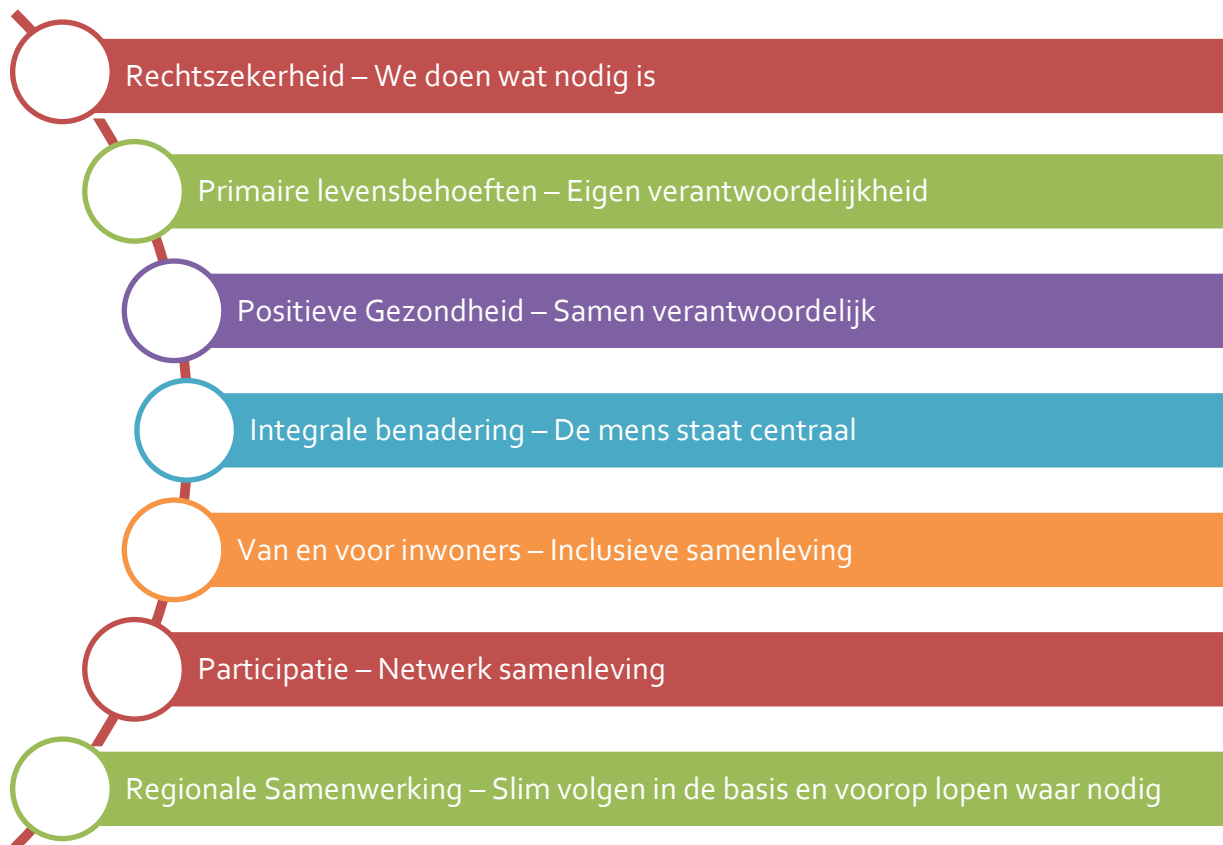 Rechtszekerheid – We doen wat nodig is
Primaire levensbehoeften – Eigen verantwoordelijkheid
Positieve Gezondheid – Samen verantwoordelijk
Integrale benadering – De mens staat centraal
Van en voor inwoners – Inclusieve samenleving
Participatie – Netwerk samenleving
Regionale Samenwerking – Slim volgen in de basis en voorop lopen waar nodig